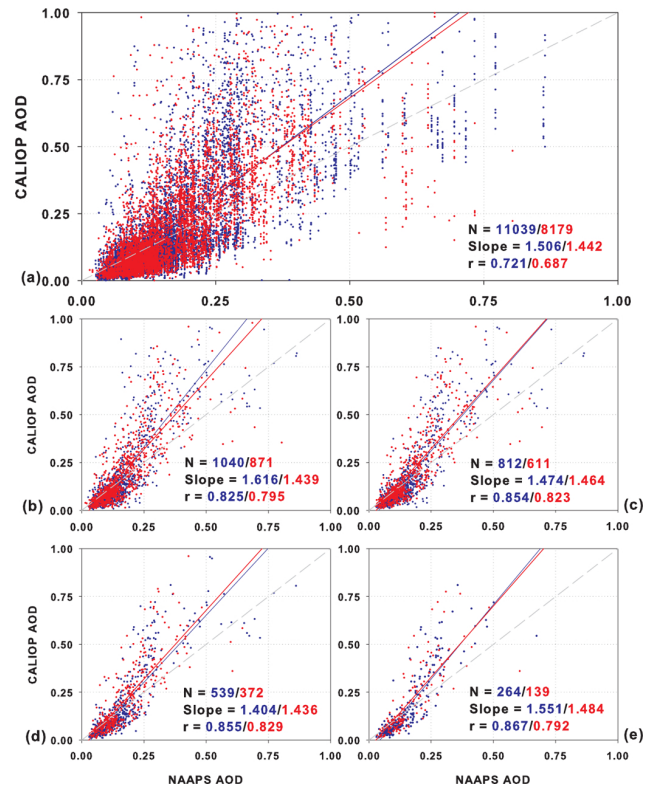 1.00
0.75
0.50
0.25
0.00
CALIOP AOD
(a)
N = 11039/8179
Slope = 1.506/1.442
r = 0.721/0.687
0.00 0.25 0.50 0.75 1.00
1.00
0.75
0.50
0.25
0.00
CALIOP AOD
(b)
N = 1040/871
Slope = 1.616/1.439
r = 0.825/0.795
0.00 0.25 0.50 0.75 1.00
1.00
0.75
0.50
0.25
0.00
N = 812/611
Slope = 1.474/1.464
r = 0.854/0.823
(c)
0.00 0.25 0.50 0.75 1.00
1.00
0.75
0.50
0.25
0.00
CALIOP AOD
(d)
N = 539/372
Slope = 1.404/1.436
r = 0.855/0.829
0.00 0.25 0.50 0.75 1.00
NAAPS AOD
1.00
0.75
0.50
0.25
0.00
N = 264/139
Slope = 1.551/1.484
r = 0.867/0.792
(e)
0.00 0.25 0.50 0.75 1.00
NAAPS AOD